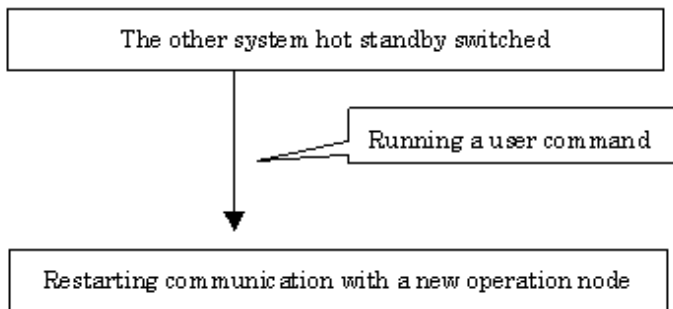 The other system hot standby switched
Running a user command
Restarting communication with a new operation node